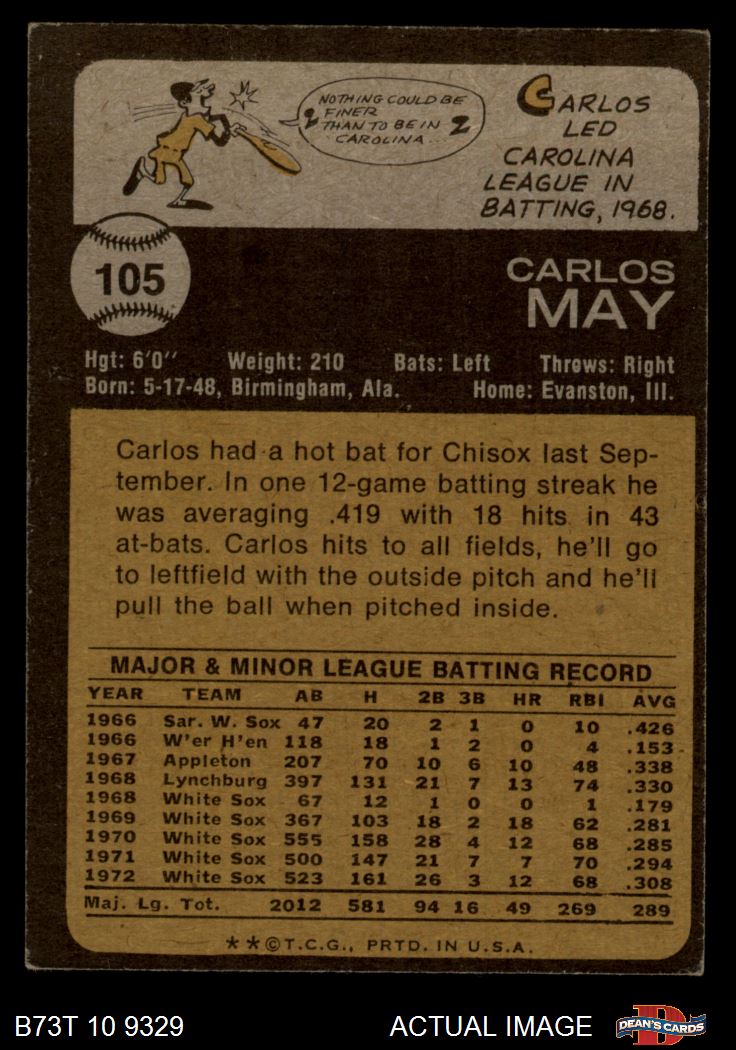 NOTHING COULD BE
FINER
THAN TO BE IN
CAROLINA...
CARLOS
LED
CAROLINA
LEAGUE IN
BATTING, 1968.
105
CARLOS
MAY
Hgt: 6'0" Weight: 210 Bats: Left Throws: Right
Born: 5-17-48, Birmingham, Ala. Home: Evanston, Ill.
Carlos had a hot bat for Chisox last Sep-
tember. In one 12-game batting streak he
was averaging .419 with 18 hits in 43
at-bats. Carlos hits to all fields, he'll go
to leftfield with the outside pitch and he'll
pull the ball when pitched inside.
MAJOR & MINOR LEAGUE BATTING RECORD
YEAR TEAM AB H 2B 3B HR RBI AVG
1966 Sar. W. Sox 47 20 2 1 0 10 .426
1966 W'er H'en 118 18 1 2 0 4 .153
1967 Appleton 207 70 10 6 10 48 .338
1968 Lynchburg 397 131 21 7 13 74 .330
1968 White Sox 67 12 1 0 0 1 .179
1969 White Sox 367 103 18 2 18 62 .281
1970 White Sox 555 158 28 4 12 68 .285
1971 White Sox 500 147 21 7 7 70 .294
1972 White Sox 523 161 26 3 12 68 .308
Maj. Lg. Tot. 2012 581 94 16 49 269 289
**©T.C.G., PRTD. IN U.S.A.
B73T 10 9329 ACTUAL IMAGE DEAN'S CARDS